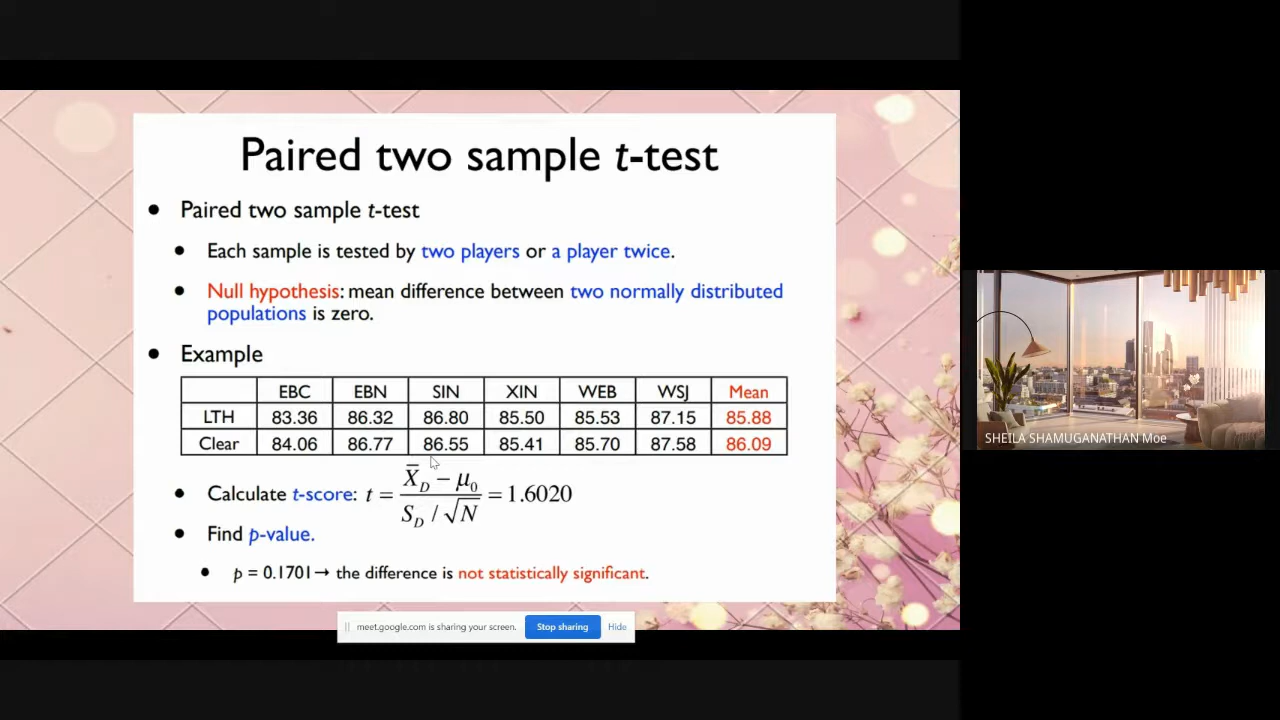 Paired two sample t-test
• Paired two sample t-test
• Each sample is tested by two players or a player twice.
• Null hypothesis: mean difference between two normally distributed
populations is zero.
• Example
EBC EBN SIN XIN WEB WSJ Mean
LTH 83.36 86.32 86.80 85.50 85.53 87.15 85.88
Clear 84.06 86.77 86.55 85.41 85.70 87.58 86.09
• Calculate t-score: t = (X̄_D − μ₀) / (S_D / √N) = 1.6020
• Find p-value.
• p = 0.1701→ the difference is not statistically significant.
meet.google.com is sharing your screen. Stop sharing Hide
SHEILA SHAMUGANATHAN Moe